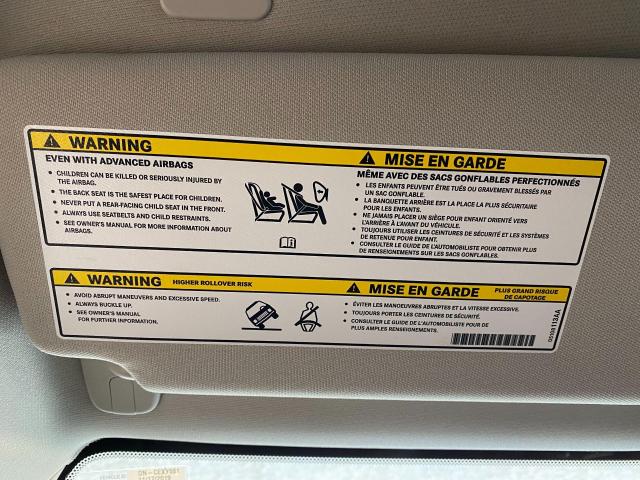 WARNING
EVEN WITH ADVANCED AIRBAGS
• CHILDREN CAN BE KILLED OR SERIOUSLY INJURED BY
THE AIRBAG.
• THE BACK SEAT IS THE SAFEST PLACE FOR CHILDREN.
• NEVER PUT A REAR-FACING CHILD SEAT IN THE FRONT.
• ALWAYS USE SEATBELTS AND CHILD RESTRAINTS.
• SEE OWNER'S MANUAL FOR MORE INFORMATION ABOUT
AIRBAGS.
MISE EN GARDE
MÊME AVEC DES SACS GONFLABLES PERFECTIONNÉS
• LES ENFANTS PEUVENT ÊTRE TUÉS OU GRAVEMENT BLESSÉS PAR
UN SAC GONFLABLE.
• LA BANQUETTE ARRIÈRE EST LA PLACE LA PLUS SÉCURITAIRE
POUR LES ENFANTS.
• NE JAMAIS PLACER UN SIÈGE POUR ENFANT ORIENTÉ VERS
L'ARRIÈRE À L'AVANT DU VÉHICULE.
• TOUJOURS UTILISER LES CEINTURES DE SÉCURITÉ ET LES SYSTÈMES
DE RETENUE POUR ENFANT.
• CONSULTER LE GUIDE DE L'AUTOMOBILISTE POUR OBTENIR PLUS
DE RENSEIGNEMENTS SUR LES SACS GONFLABLES.
WARNING HIGHER ROLLOVER RISK
• AVOID ABRUPT MANEUVERS AND EXCESSIVE SPEED.
• ALWAYS BUCKLE UP.
• SEE OWNER'S MANUAL
FOR FURTHER INFORMATION.
MISE EN GARDE PLUS GRAND RISQUE
DE CAPOTAGE
• ÉVITER LES MANOEUVRES ABRUPTES ET LA VITESSE EXCESSIVE.
• TOUJOURS PORTER LES CEINTURES DE SÉCURITÉ.
• CONSULTER LE GUIDE DE L'AUTOMOBILISTE POUR DE
PLUS AMPLES RENSEIGNEMENTS.